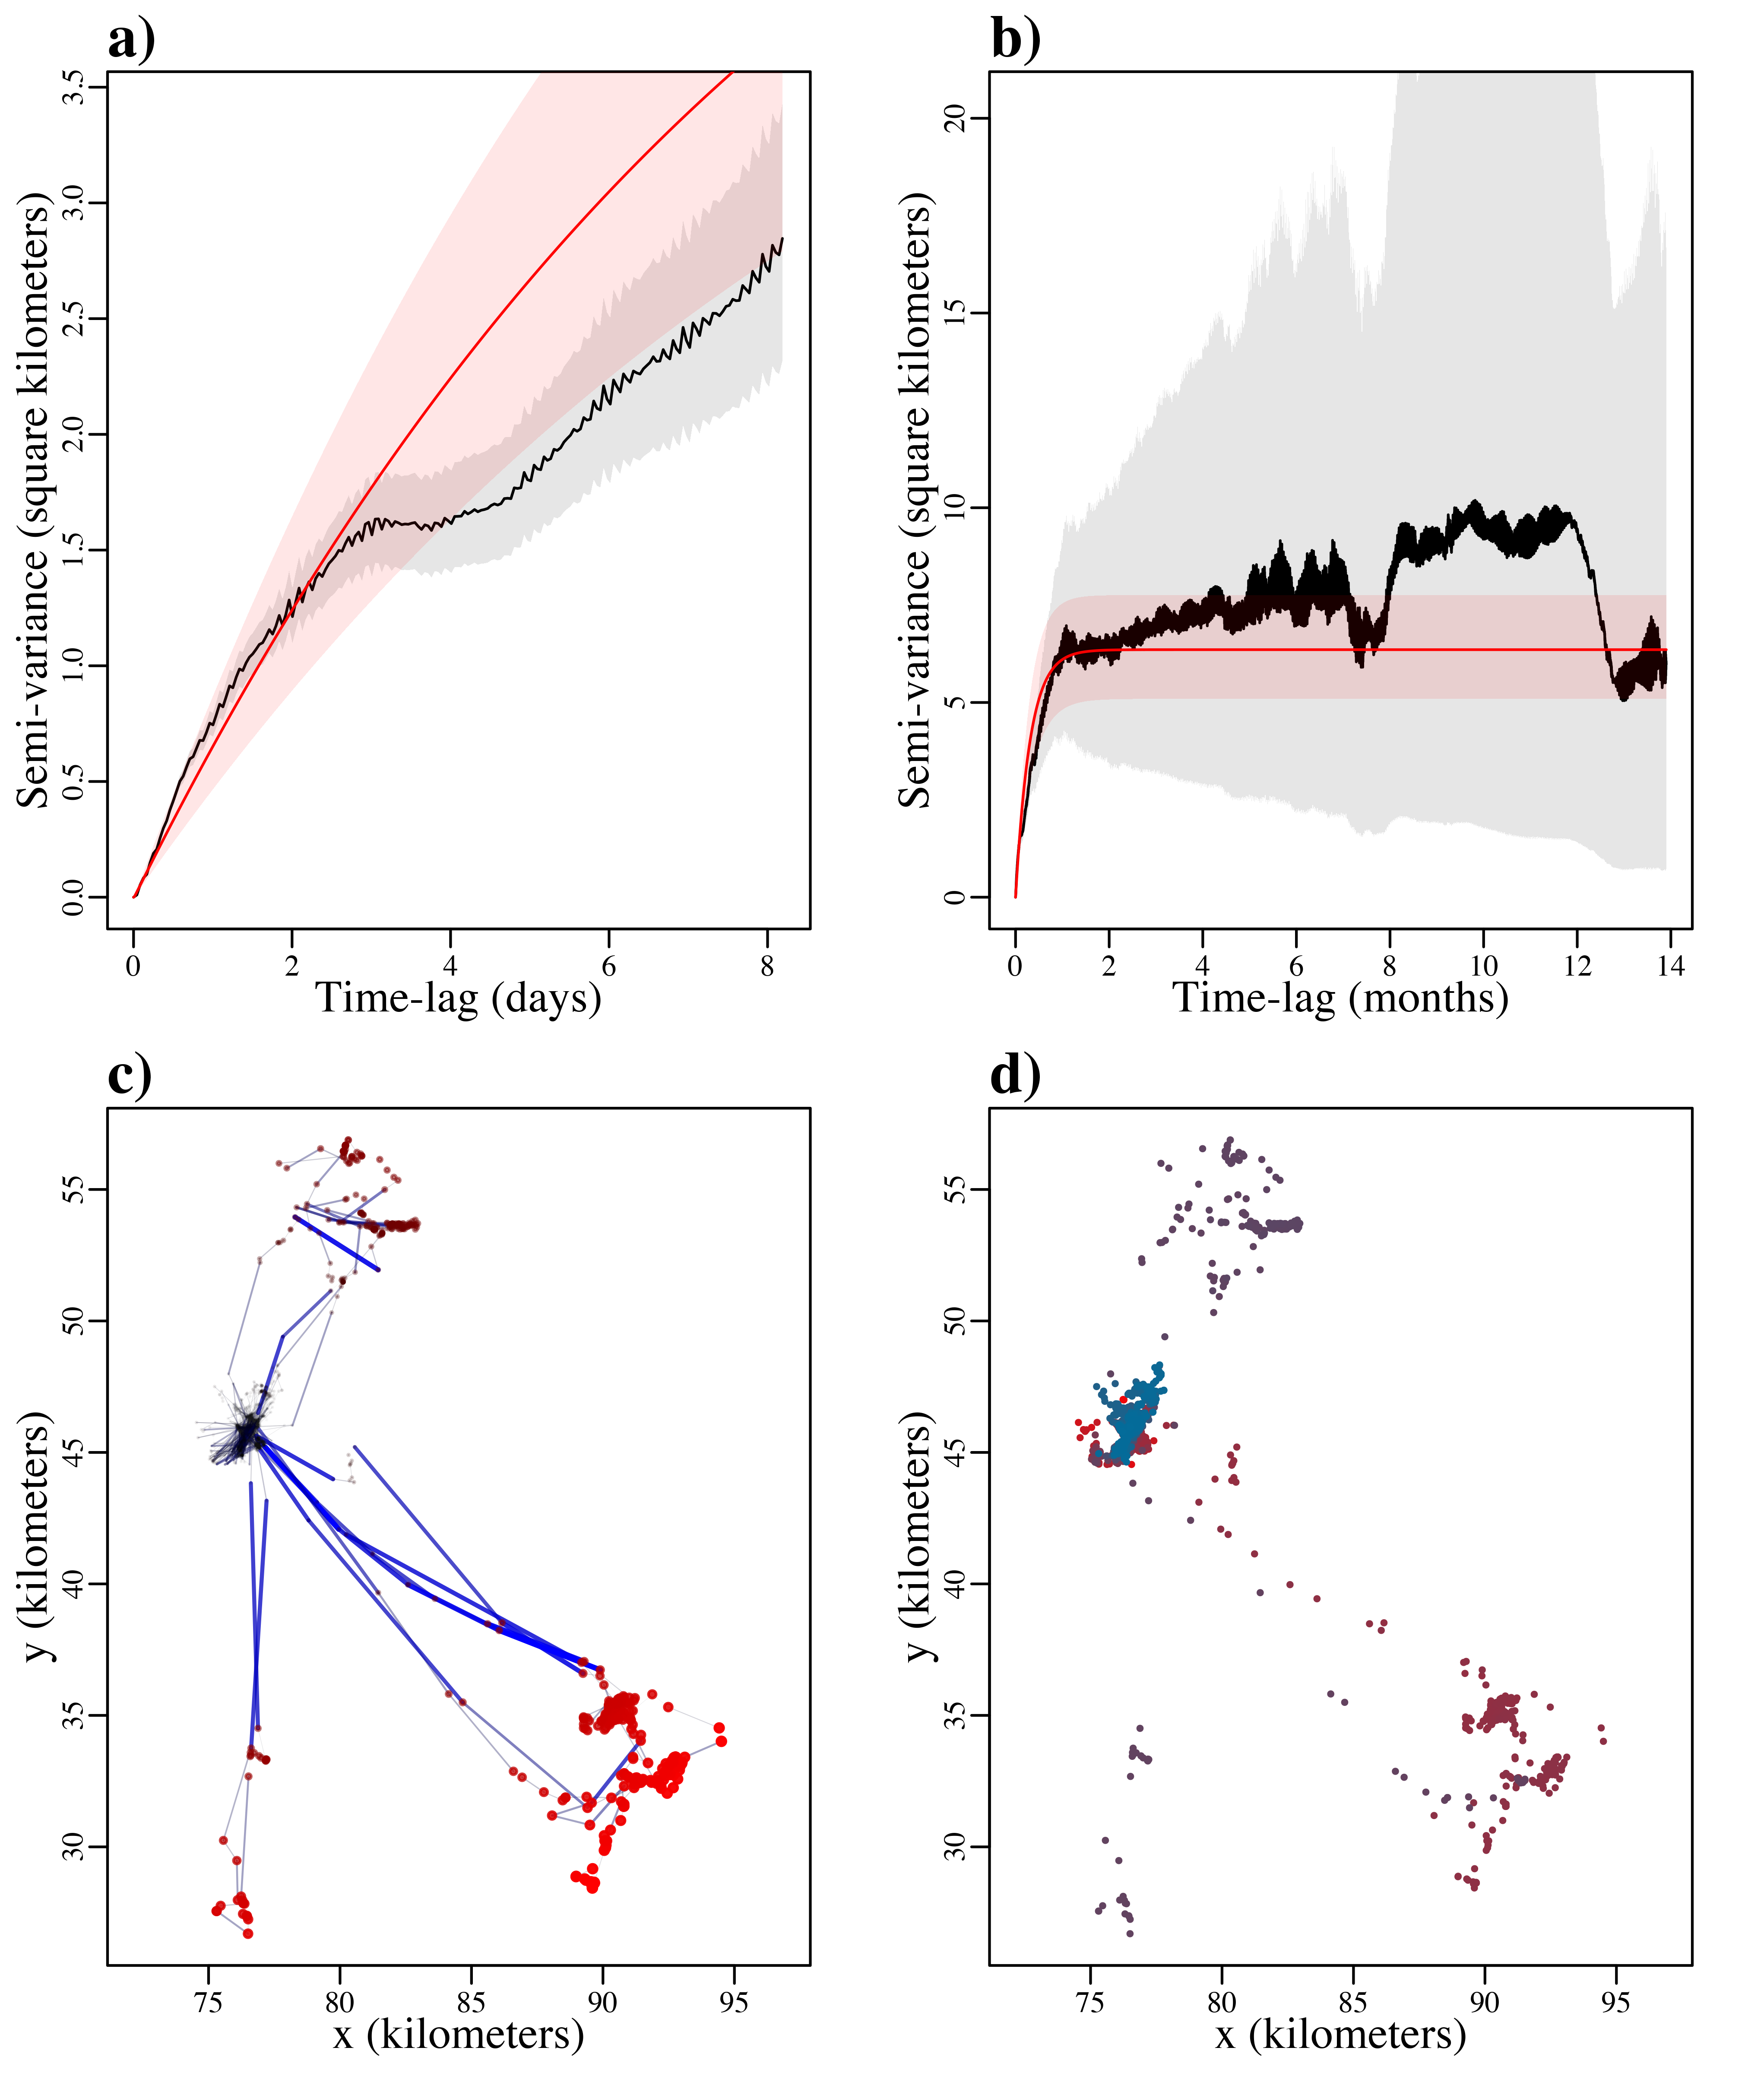 a)
Semi-variance (square kilometers)
0.0 0.5 1.0 1.5 2.0 2.5 3.0 3.5
0 2 4 6 8
Time-lag (days)
b)
Semi-variance (square kilometers)
0 5 10 15 20
0 2 4 6 8 10 12 14
Time-lag (months)
c)
y (kilometers)
30 35 40 45 50 55
75 80 85 90 95
x (kilometers)
d)
y (kilometers)
30 35 40 45 50 55
75 80 85 90 95
x (kilometers)